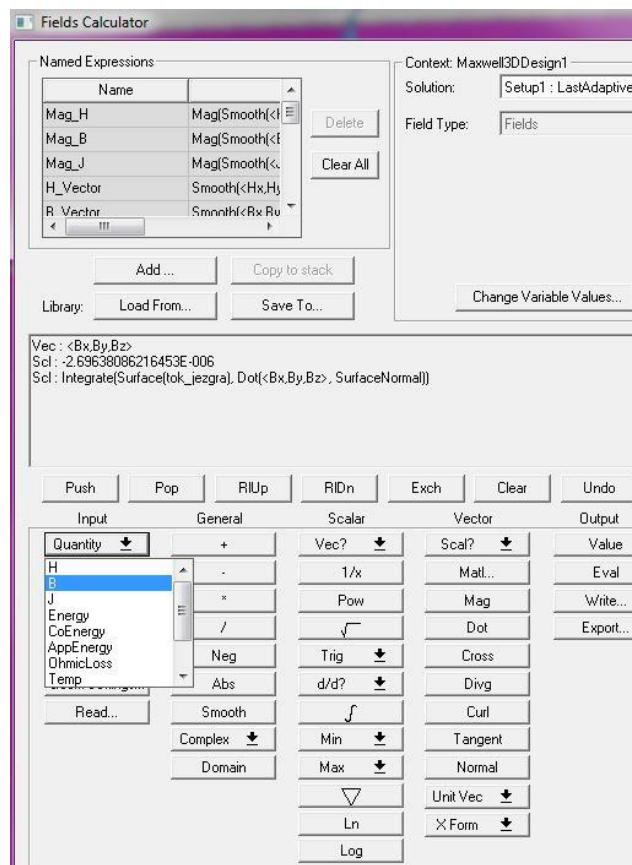 Fields Calculator
Named Expressions
Name
Mag_H Mag(Smooth(<H
Mag_B Mag(Smooth(<B
Mag_J Mag(Smooth(<J
H_Vector Smooth(<Hx,Hy
B_Vector Smooth(<Bx,By
Delete
Clear All
Context: Maxwell3DDesign1
Solution: Setup1 : LastAdaptive
Field Type: Fields
Add ... Copy to stack
Library: Load From... Save To...
Change Variable Values...
Vec : <Bx,By,Bz>
Scl : -2.69638086216453E-006
Scl : Integrate(Surface(tok_jezgra), Dot(<Bx,By,Bz>, SurfaceNormal))
Push Pop RlUp RlDn Exch Clear Undo
Input General Scalar Vector Output
Quantity
H
B
J
Energy
CoEnergy
AppEnergy
OhmicLoss
Temp
Read...
+
-
*
/
Neg
Abs
Smooth
Complex
Domain
Vec?
1/x
Pow
√
Trig
d/d?
∫
Min
Max
▽
Ln
Log
Scal?
Matl...
Mag
Dot
Cross
Divg
Curl
Tangent
Normal
Unit Vec
X Form
Value
Eval
Write...
Export...